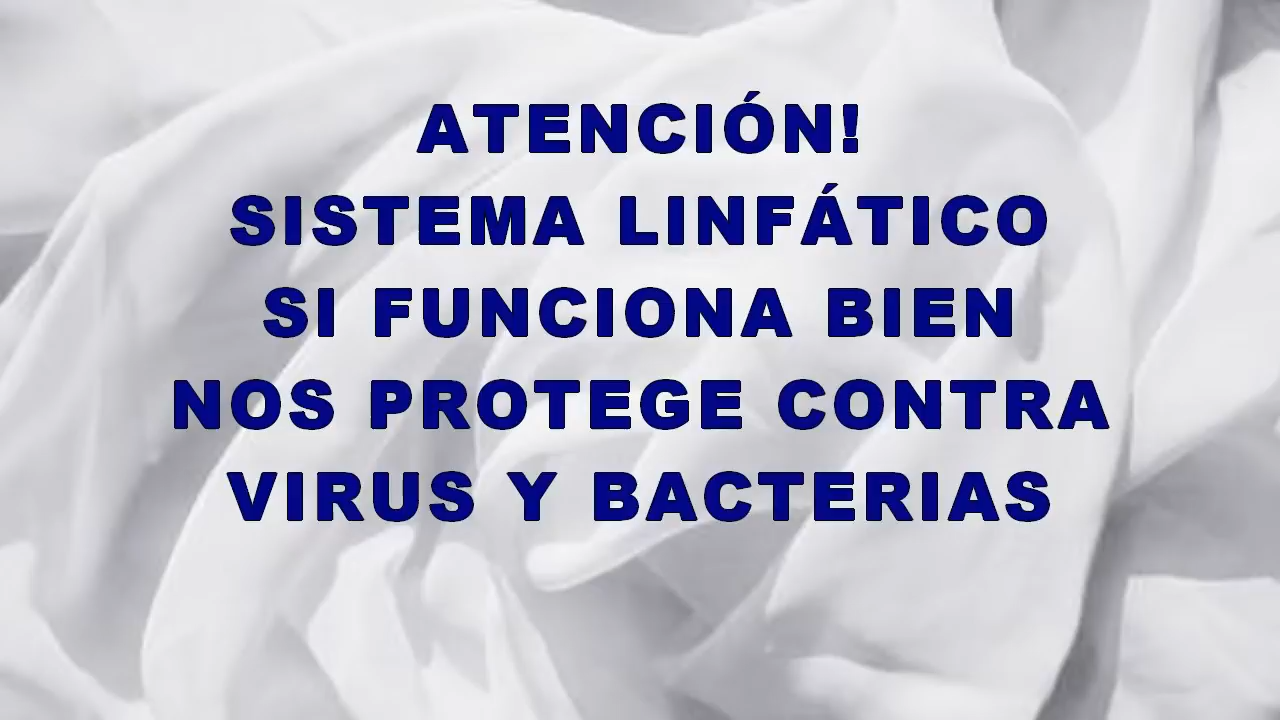 ATENCIÓN!
SISTEMA LINFÁTICO
SI FUNCIONA BIEN
NOS PROTEGE CONTRA
VIRUS Y BACTERIAS